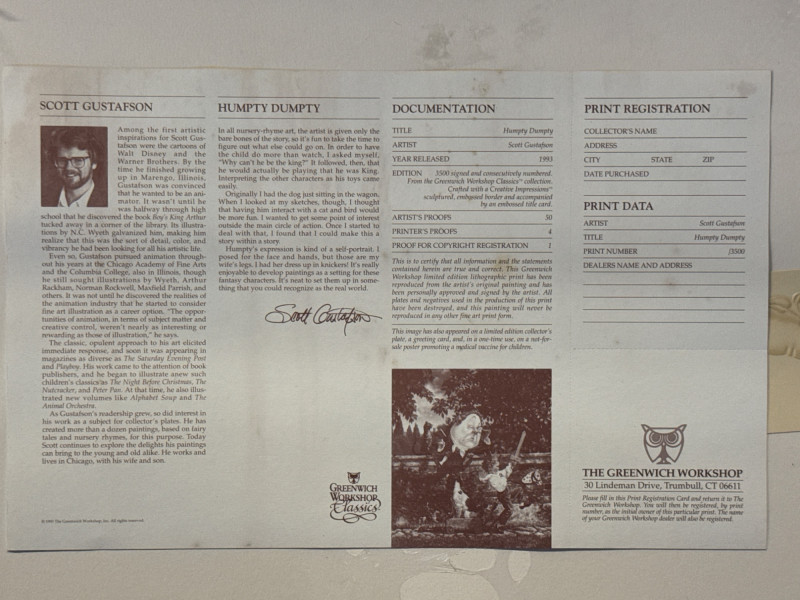 SCOTT GUSTAFSON
Among the first artistic
inspirations for Scott Gus-
tafson were the cartoons of
Walt Disney and the
Warner Brothers. By the
time he finished growing
up in Marengo, Illinois,
Gustafson was convinced
that he wanted to be an ani-
mator. It wasn't until he
was halfway through high
school that he discovered the book Roy's King Arthur
tucked away in a corner of the library. Its illustra-
tions by N.C. Wyeth galvanized him, making him
realize that this was the sort of detail, color, and
vibrancy he had been looking for all his artistic life.
Even so, Gustafson pursued animation through-
out his years at the Chicago Academy of Fine Arts
and the Columbia College, also in Illinois, though
he still sought illustrations by Wyeth, Arthur
Rackham, Norman Rockwell, Maxfield Parrish, and
others. It was not until he discovered the realities of
the animation industry that he started to consider
fine art illustration as a career option. "The oppor-
tunities of animation, in terms of subject matter and
creative control, weren't nearly as interesting or
rewarding as those of illustration," he says.
The classic, opulent approach to his art elicited
immediate response, and soon it was appearing in
magazines as diverse as The Saturday Evening Post
and Playboy. His work came to the attention of book
publishers, and he began to illustrate anew such
children's classics as The Night Before Christmas, The
Nutcracker, and Peter Pan. At that time, he also illus-
trated new volumes like Alphabet Soup and The
Animal Orchestra.
As Gustafson's readership grew, so did interest in
his work as a subject for collector's plates. He has
created more than a dozen paintings, based on fairy
tales and nursery rhymes, for this purpose. Today
Scott continues to explore the delights his paintings
can bring to the young and old alike. He works and
lives in Chicago, with his wife and son.
© 1993 The Greenwich Workshop, Inc. All rights reserved.
HUMPTY DUMPTY
In all nursery-rhyme art, the artist is given only the
bare bones of the story, so it's fun to take the time to
figure out what else could go on. In order to have
the child do more than watch, I asked myself,
"Why can't he be the king?" It followed, then, that
he would actually be playing that he was King.
Interpreting the other characters as his toys came
easily.
Originally I had the dog just sitting in the wagon.
When I looked at my sketches, though, I thought
that having him interact with a cat and bird would
be more fun. I wanted to get some point of interest
outside the main circle of action. Once I started to
deal with that, I found that I could make this a
story within a story.
Humpty's expression is kind of a self-portrait. I
posed for the face and hands, but those are my
wife's legs, I had her dress up in knickers! It's really
enjoyable to develop paintings as a setting for these
fantasy characters. It's neat to set them up in some-
thing that you could recognize as the real world.
Scott Gustafson
GREENWICH
WORKSHOP
Classics
DOCUMENTATION
TITLE Humpty Dumpty
ARTIST Scott Gustafson
YEAR RELEASED 1993
EDITION 3500 signed and consecutively numbered.
From the Greenwich Workshop Classics™ collection.
Crafted with a Creative Impressions™
sculptured, embossed border and accompanied
by an embossed title card.
ARTIST'S PROOFS 50
PRINTER'S PROOFS 4
PROOF FOR COPYRIGHT REGISTRATION 1
This is to certify that all information and the statements
contained herein are true and correct. This Greenwich
Workshop limited edition lithographic print has been
reproduced from the artist's original painting and has
been personally approved and signed by the artist. All
plates and negatives used in the production of this print
have been destroyed, and this painting will never be
reproduced in any other fine art print form.
This image has also appeared on a limited edition collector's
plate, a greeting card, and, in a one-time use, on a not-for-
sale poster promoting a mylical vaccine for children.
PRINT REGISTRATION
COLLECTOR'S NAME
ADDRESS
CITY STATE ZIP
DATE PURCHASED
PRINT DATA
ARTIST Scott Gustafson
TITLE Humpty Dumpty
PRINT NUMBER /3500
DEALERS NAME AND ADDRESS
THE GREENWICH WORKSHOP
30 Lindeman Drive, Trumbull, CT 06611
Please fill in this Print Registration Card and return it to The
Greenwich Workshop. You will then be registered, by print
number, as the initial owner of this particular print. The name
of your Greenwich Workshop dealer will also be registered.